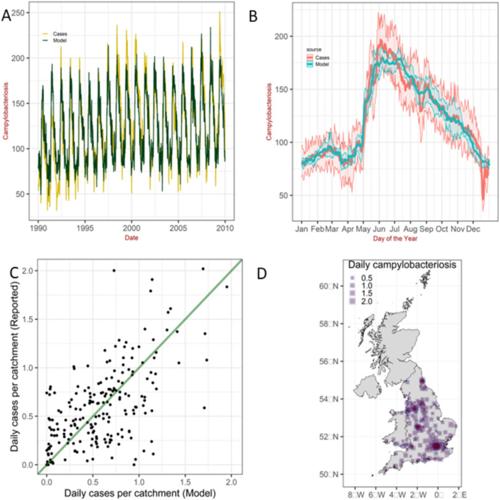 A
Campylobacteriosis
250
200
150
100
50
Cases
Model
1990 1995 2000 2005 2010
Date
B
Campylobacteriosis
200
150
100
50
source
Cases
Model
Jan Feb Mar Apr May Jun Jul Aug Sep Oct Nov Dec
Day of the Year
C
Daily cases per catchment (Reported)
2.0
1.5
1.0
0.5
0.0
0.0 0.5 1.0 1.5 2.0
Daily cases per catchment (Model)
D
Daily campylobacteriosis
0.5
1.0
1.5
2.0
60 N
58 N
56 N
54 N
52 N
50 N
8 W 6 W 4 W 2 W 0 2 E